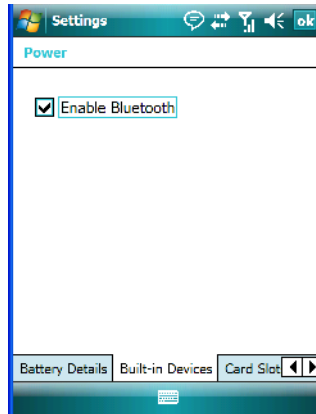 Settings ok
Power
Enable Bluetooth
Battery Details Built-in Devices Card Slot